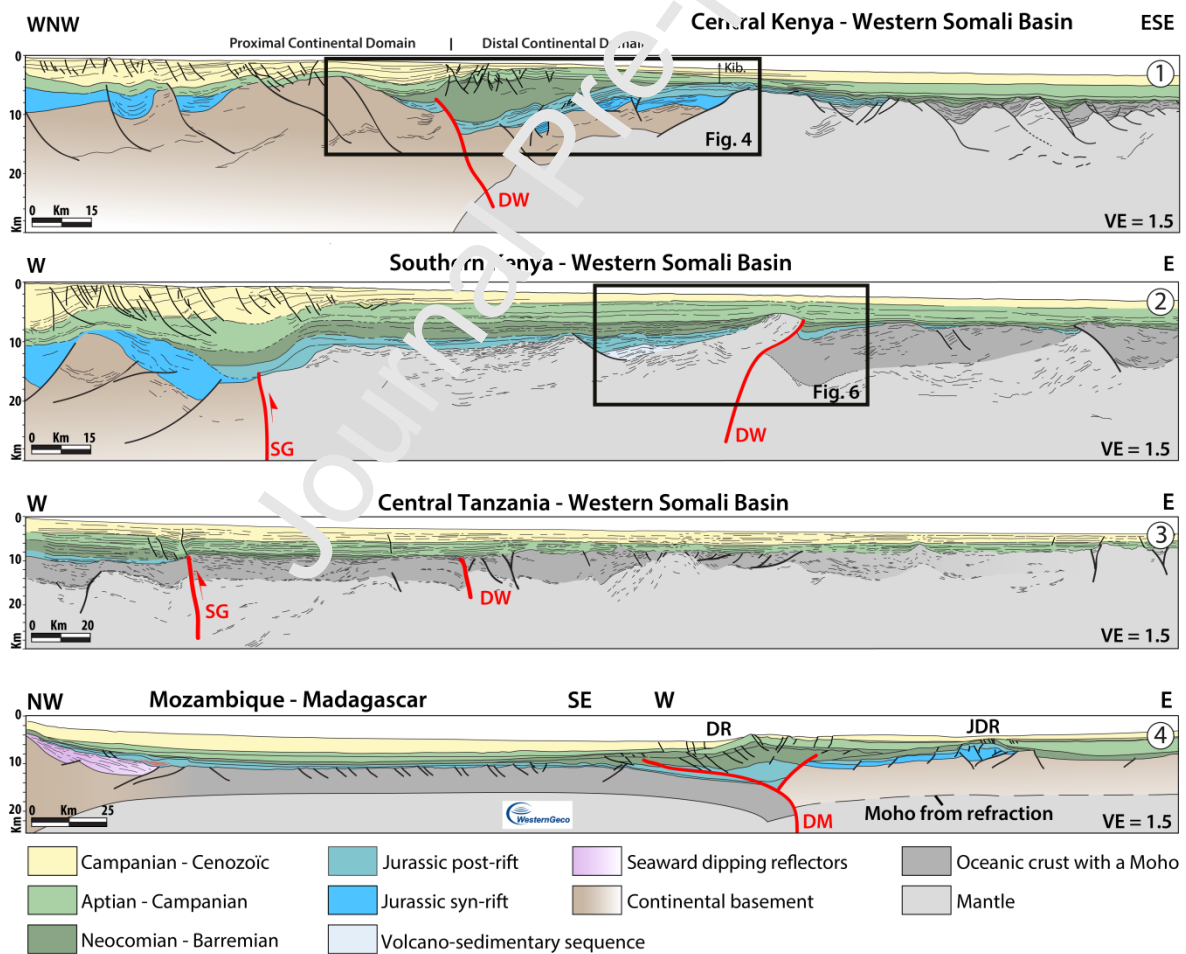 WNW Central Kenya - Western Somali Basin ESE
Proximal Continental Domain | Distal Continental Domain
0
10
20
Km
Kib.
1
Fig. 4
DW
0 Km 15
VE = 1.5
W Southern Kenya - Western Somali Basin E
0
10
20
Km
2
Fig. 6
SG
DW
0 Km 15
VE = 1.5
W Central Tanzania - Western Somali Basin E
0
10
20
Km
3
SG
DW
0 Km 20
VE = 1.5
NW Mozambique - Madagascar SE W E
0
10
20
Km
DR
JDR
4
0 Km 25
WesternGeco
DM
Moho from refraction
VE = 1.5
Campanian - Cenozoïc
Jurassic post-rift
Seaward dipping reflectors
Oceanic crust with a Moho
Aptian - Campanian
Jurassic syn-rift
Continental basement
Mantle
Neocomian - Barremian
Volcano-sedimentary sequence
Journal Pre-